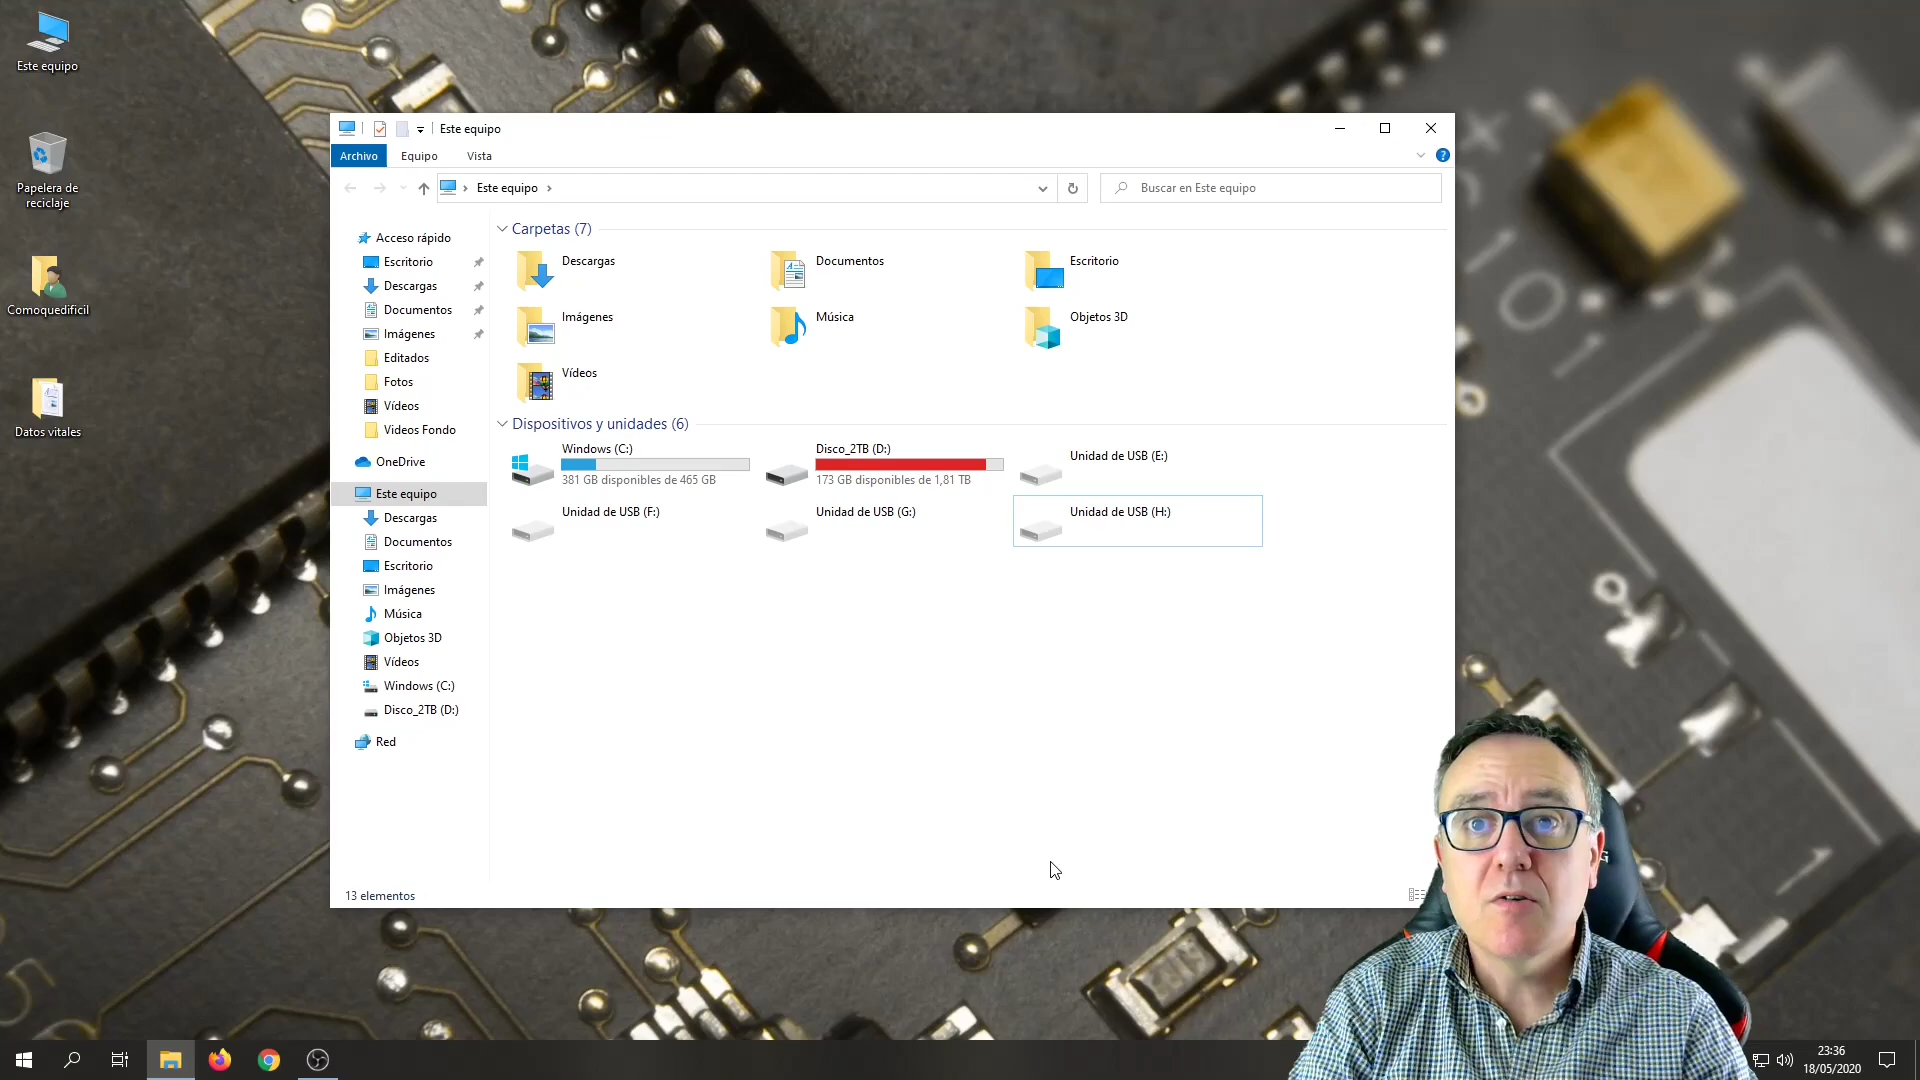 Este equipo
Papelera de
reciclaje
Comoquedificil
Datos vitales
Este equipo
Archivo
Equipo
Vista
?
Este equipo
Buscar en Este equipo
Acceso rápido
Escritorio
Descargas
Documentos
Imágenes
Editados
Fotos
Vídeos
Videos Fondo
OneDrive
Este equipo
Descargas
Documentos
Escritorio
Imágenes
Música
Objetos 3D
Vídeos
Windows (C:)
Disco_2TB (D:)
Red
Carpetas (7)
Descargas
Documentos
Escritorio
Imágenes
Música
Objetos 3D
Vídeos
Dispositivos y unidades (6)
Windows (C:)
381 GB disponibles de 465 GB
Disco_2TB (D:)
173 GB disponibles de 1,81 TB
Unidad de USB (E:)
Unidad de USB (F:)
Unidad de USB (G:)
Unidad de USB (H:)
13 elementos
23:36
18/05/2020